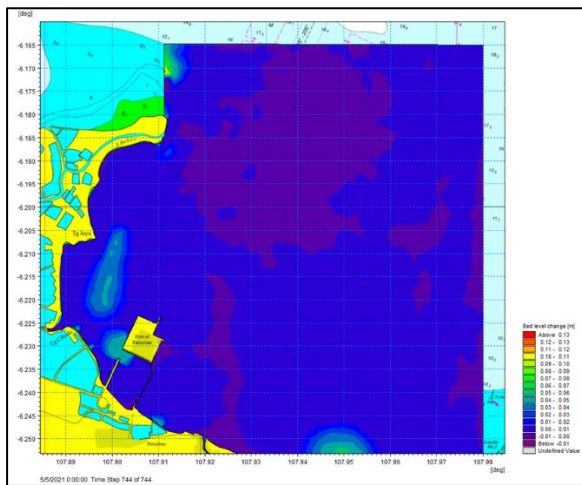 [deg]
-6.165
-6.170
-6.175
-6.180
-6.185
-6.190
-6.195
-6.200
-6.205
-6.210
-6.215
-6.220
-6.225
-6.230
-6.235
-6.240
-6.245
-6.250
Port of
Patimban
107.89 107.90 107.91 107.92 107.93 107.94 107.95 107.96 107.97 107.98
[deg]
5/5/2021 0:00:00 Time Step 744 of 744.
Bed level change [m]
Above 0.13
0.12 - 0.13
0.11 - 0.12
0.10 - 0.11
0.09 - 0.10
0.08 - 0.09
0.07 - 0.08
0.06 - 0.07
0.05 - 0.06
0.04 - 0.05
0.03 - 0.04
0.02 - 0.03
0.01 - 0.02
0.00 - 0.01
-0.01 - 0.00
Below -0.01
Undefined Value